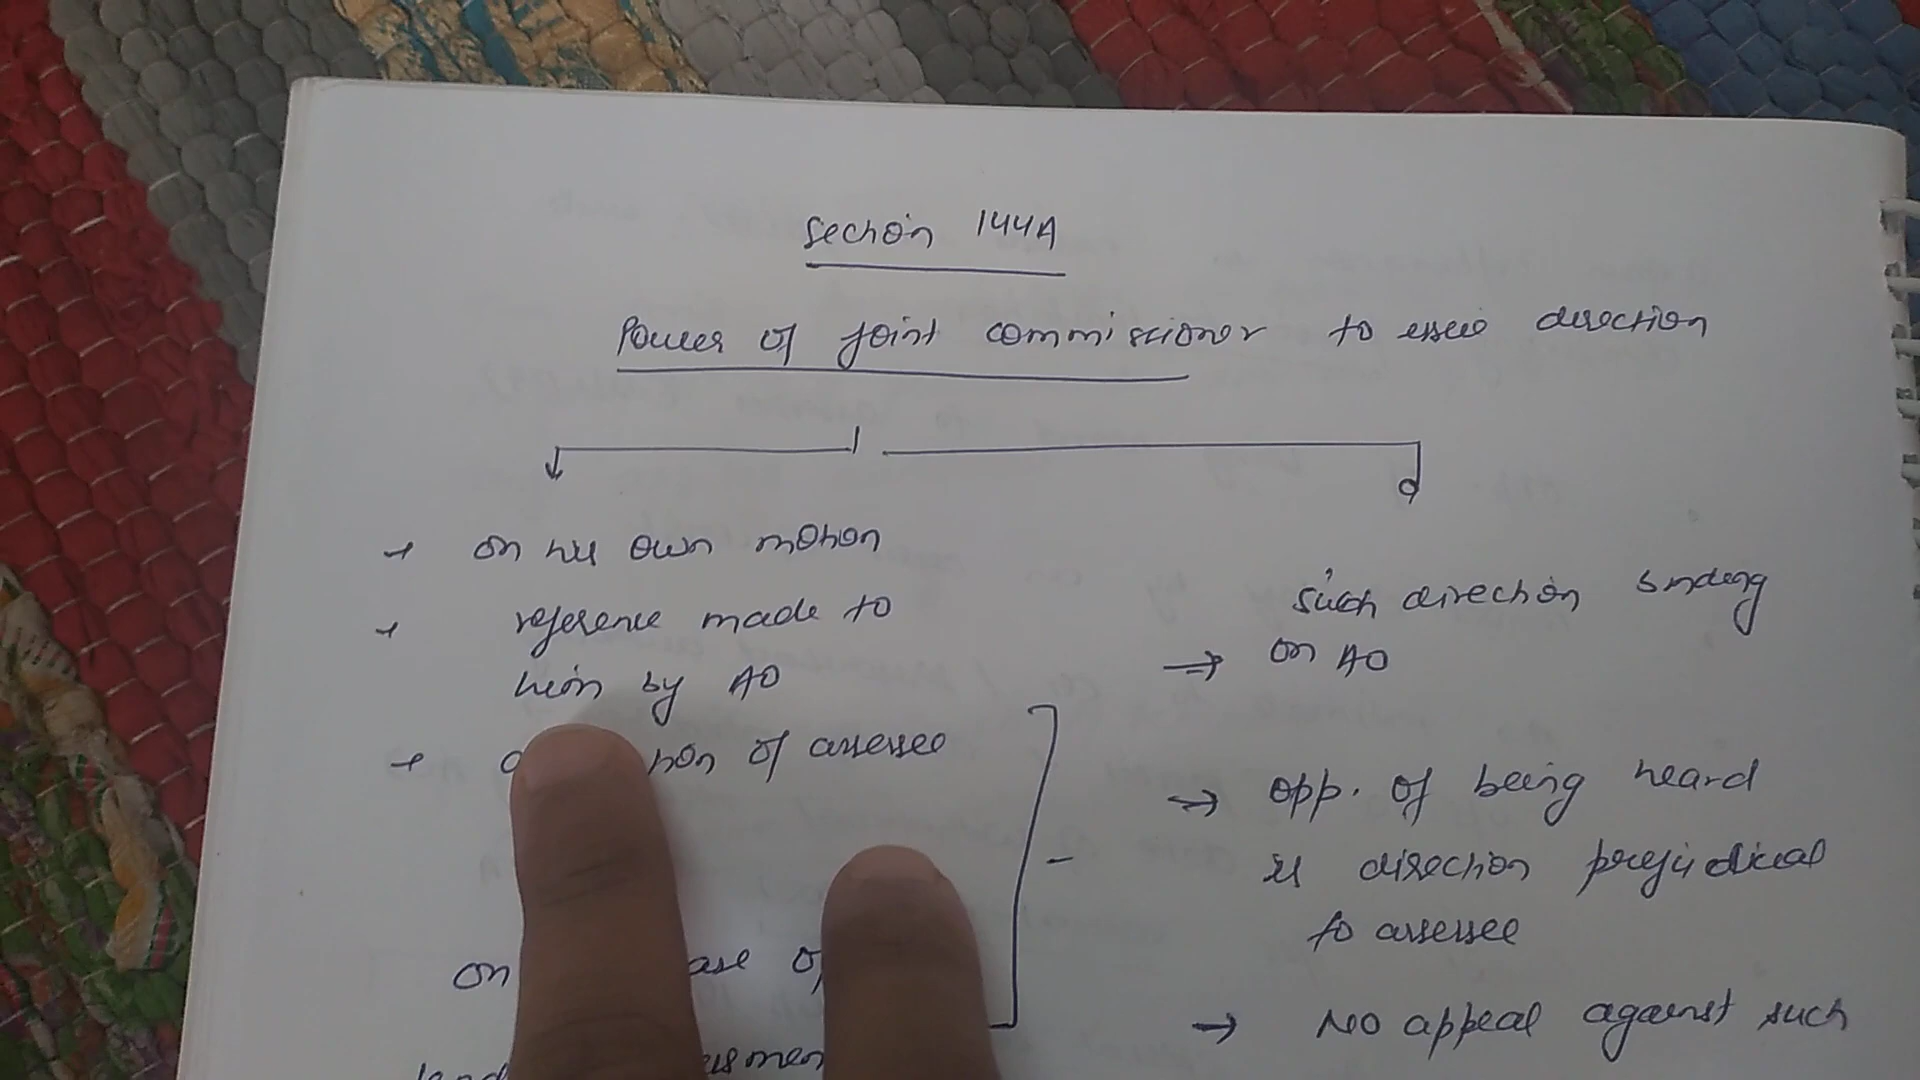 Section 144A
Power of Joint commissioner to issue direction
on his own motion
reference made to
him by AO
of assessee
on
such direction binding
on AO
opp. of being heard
is direction prejudicial
to assessee
No appeal against such